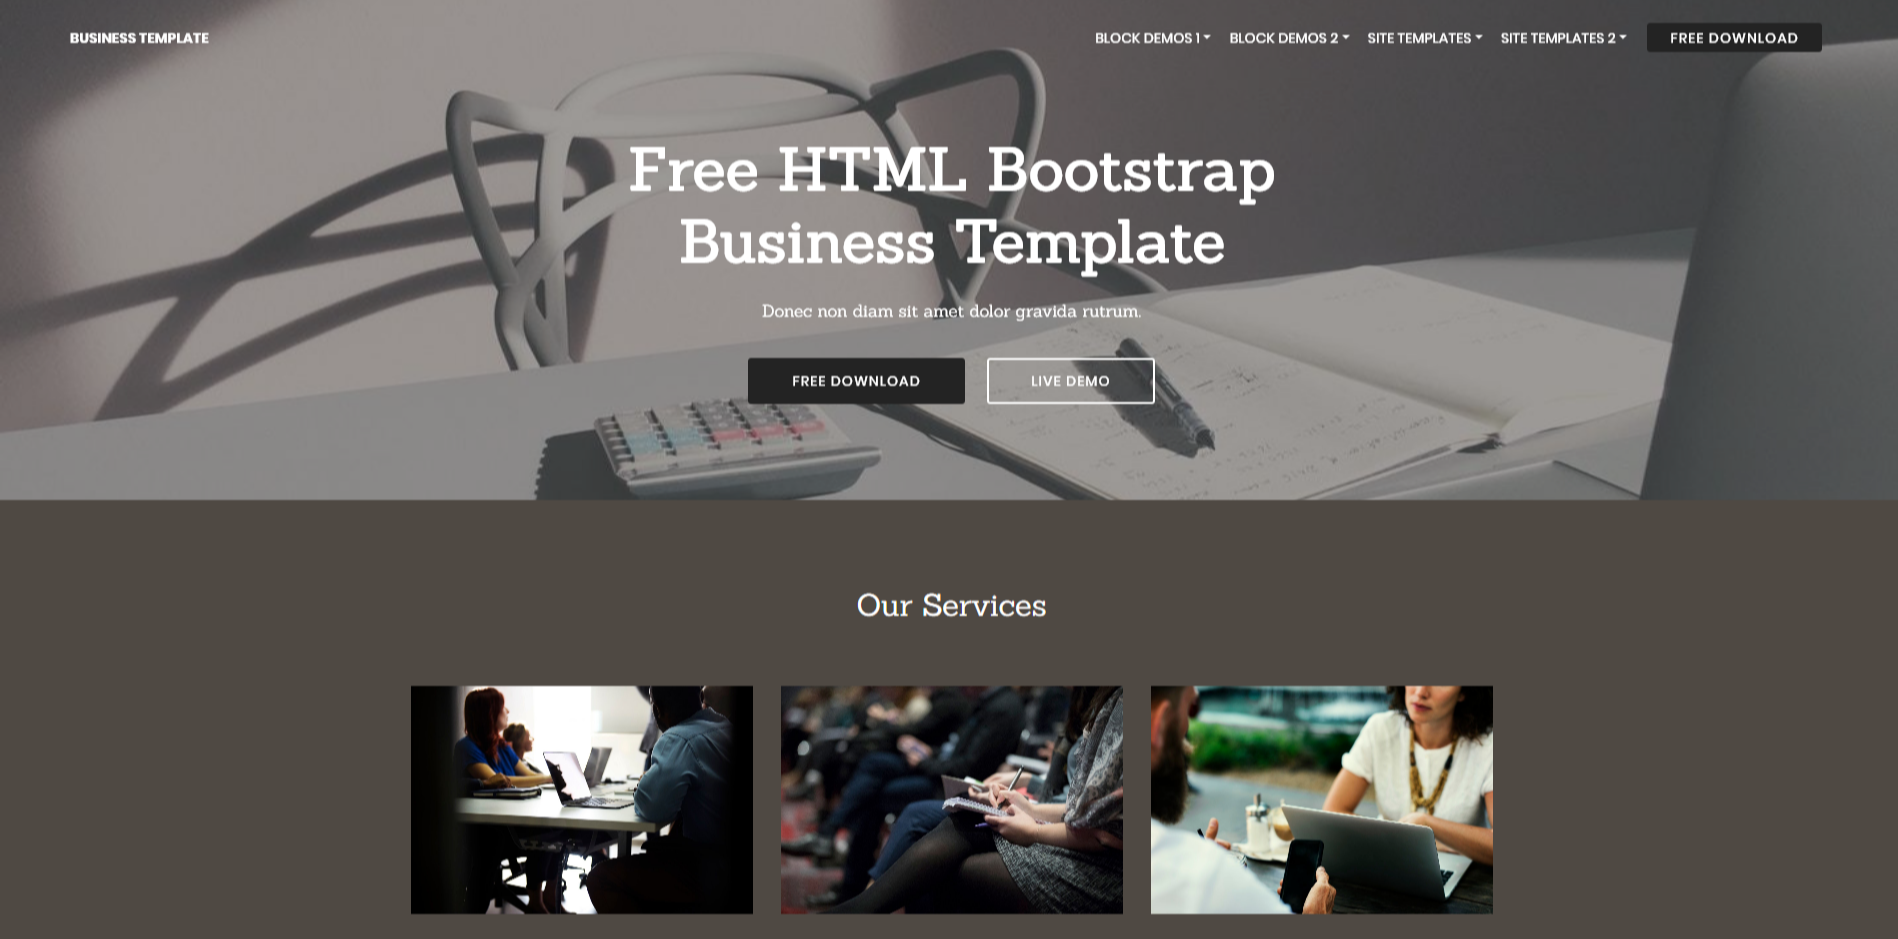 BUSINESS TEMPLATE
BLOCK DEMOS 1
BLOCK DEMOS 2
SITE TEMPLATES
SITE TEMPLATES 2
FREE DOWNLOAD
Free HTML Bootstrap
Business Template
Donec non diam sit amet dolor gravida rutrum.
FREE DOWNLOAD
LIVE DEMO
Our Services